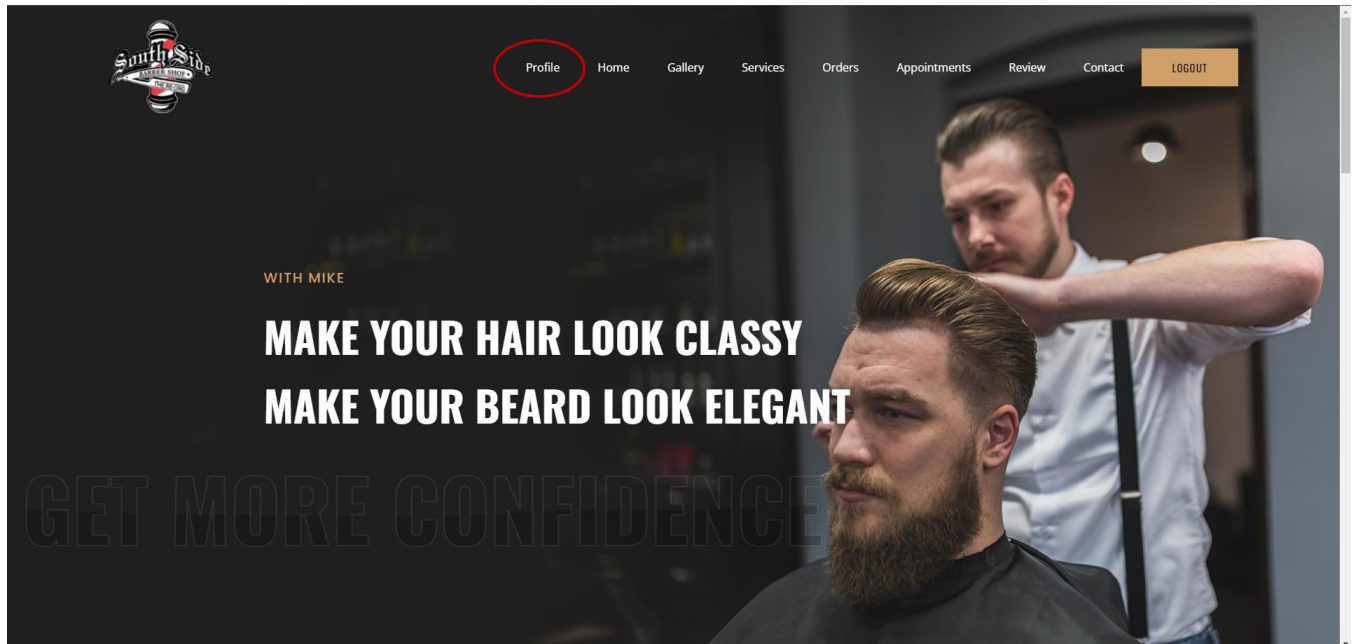 South Side
BARBER SHOP
Profile Home Gallery Services Orders Appointments Review Contact LOGOUT
WITH MIKE
MAKE YOUR HAIR LOOK CLASSY
MAKE YOUR BEARD LOOK ELEGANT
GET MORE CONFIDENCE